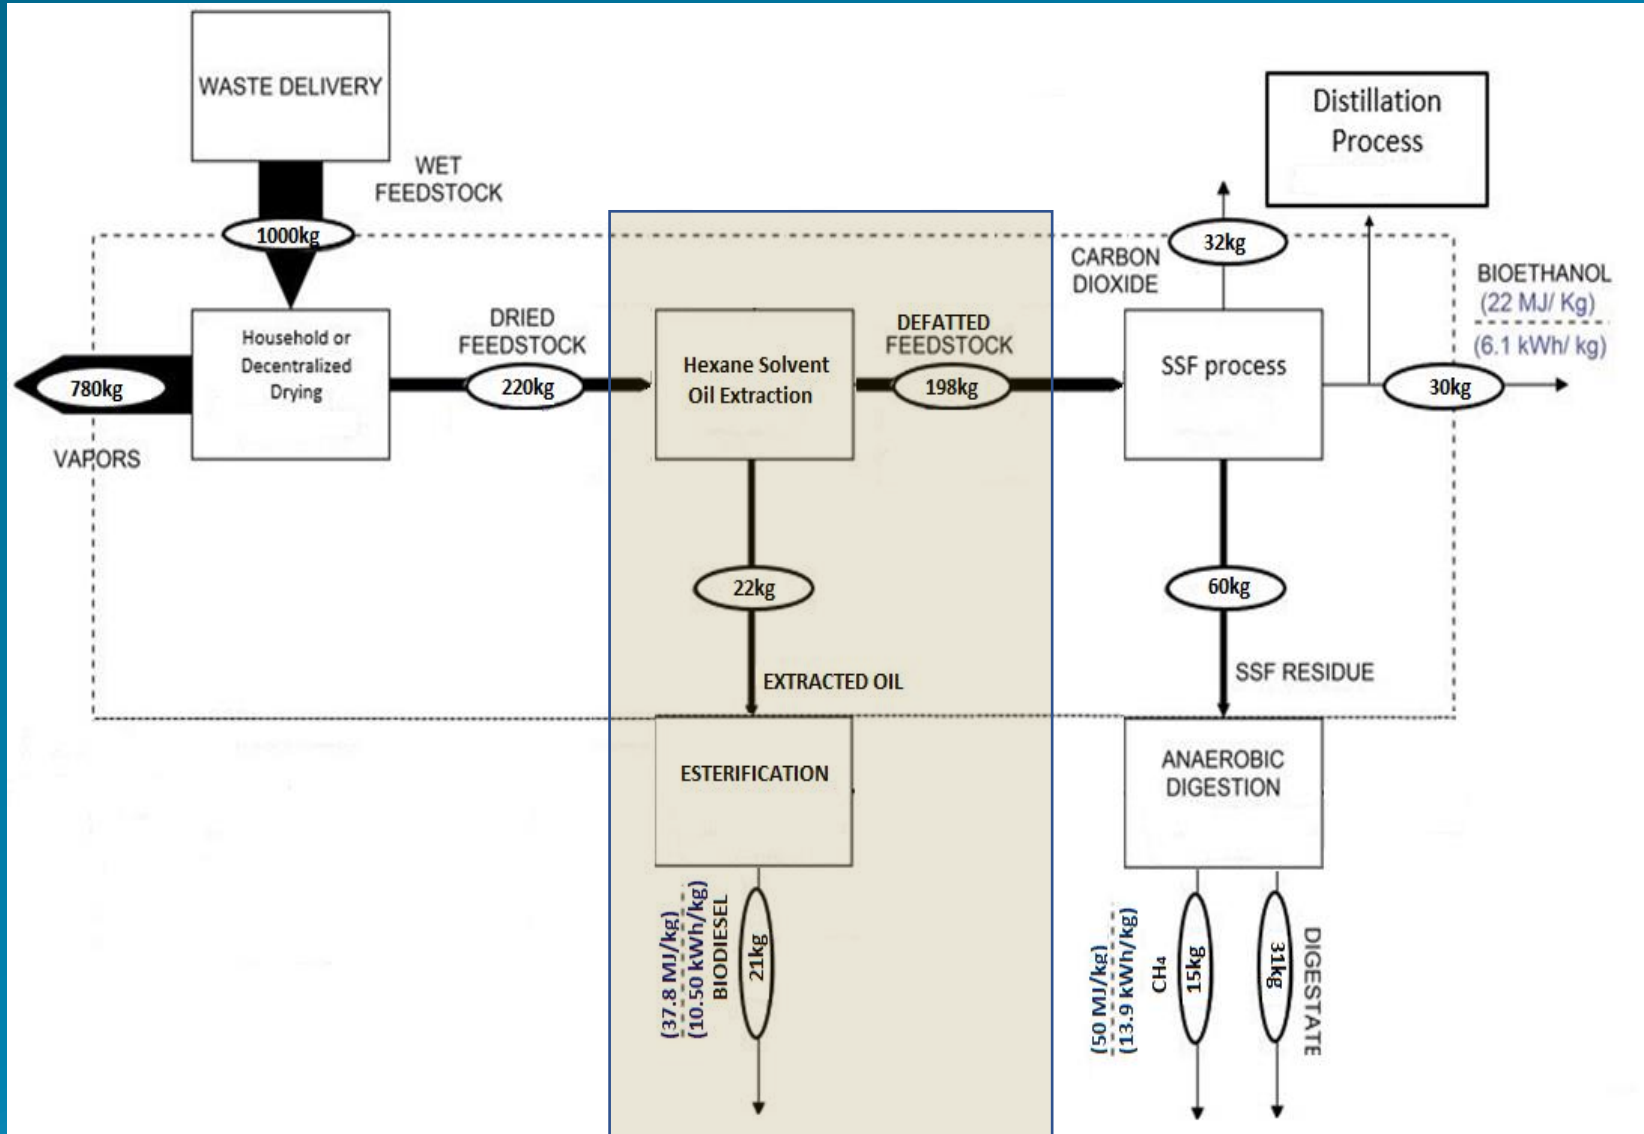 WASTE DELIVERY
WET
FEEDSTOCK
1000kg
Distillation
Process
32kg
CARBON
DIOXIDE
BIOETHANOL
(22 MJ/ Kg)
(6.1 kWh/ kg)
Household or
Decentralized
Drying
780kg
VAPORS
DRIED
FEEDSTOCK
220kg
Hexane Solvent
Oil Extraction
DEFATTED
FEEDSTOCK
198kg
SSF process
30kg
22kg
60kg
EXTRACTED OIL
SSF RESIDUE
ESTERIFICATION
ANAEROBIC
DIGESTION
(37.8 MJ/kg)
(10.50 kWh/kg)
BIODIESEL
21kg
(50 MJ/kg)
(13.9 kWh/kg)
CH4
15kg
31kg
DIGESTATE